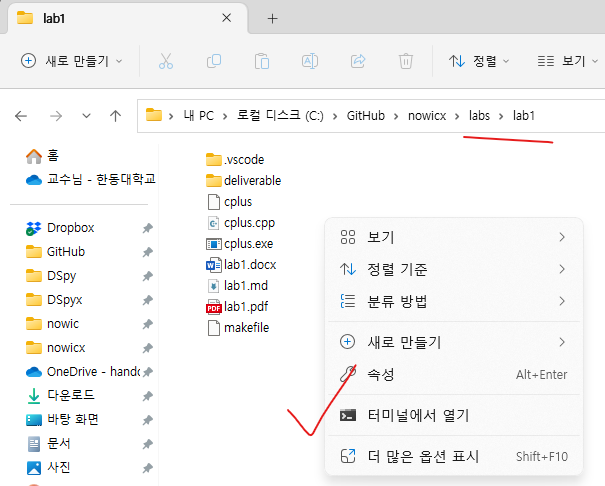 lab1
새로 만들기
정렬
보기
내 PC > 로컬 디스크 (C:) > GitHub > nowicx > labs > lab1
홈
교수님 - 한동대학교
Dropbox
GitHub
DSpy
DSpyx
nowic
nowicx
OneDrive - hando
다운로드
바탕 화면
문서
사진
.vscode
deliverable
cplus
cplus.cpp
cplus.exe
lab1.docx
lab1.md
lab1.pdf
makefile
보기
정렬 기준
분류 방법
새로 만들기
속성 Alt+Enter
터미널에서 열기
더 많은 옵션 표시 Shift+F10